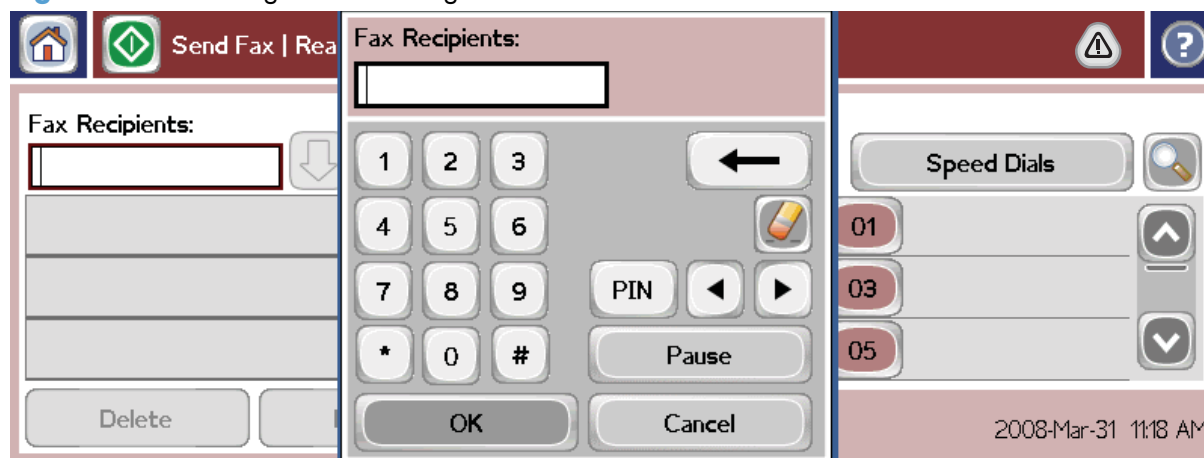 Send Fax | Rea
Fax Recipients:
Fax Recipients:
1 2 3
4 5 6
7 8 9 PIN
* 0 # Pause
OK Cancel
Speed Dials
01
03
05
Delete
2008-Mar-31 11:18 AM